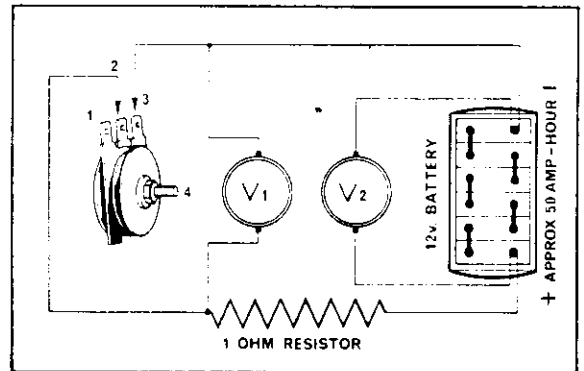 2
1
3
4
V1
V2
12v. BATTERY
+ APPROX 50 AMP-HOUR
1 OHM RESISTOR